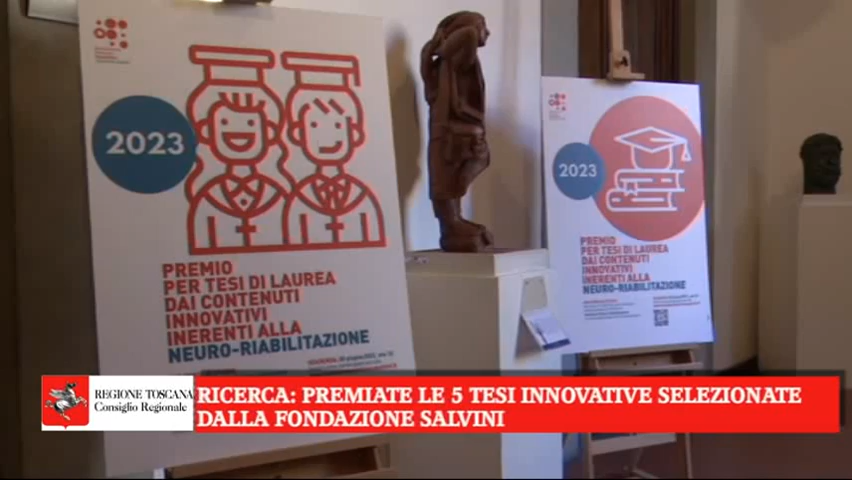 2023
PREMIO
PER TESI DI LAUREA
DAI CONTENUTI
INNOVATIVI
INERENTI ALLA
NEURO-RIABILITAZIONE
2023
PREMIO
PER TESI DI LAUREA
DAI CONTENUTI
INNOVATIVI
INERENTI ALLA
NEURO-RIABILITAZIONE
REGIONE TOSCANA
Consiglio Regionale
RICERCA: PREMIATE LE 5 TESI INNOVATIVE SELEZIONATE
DALLA FONDAZIONE SALVINI